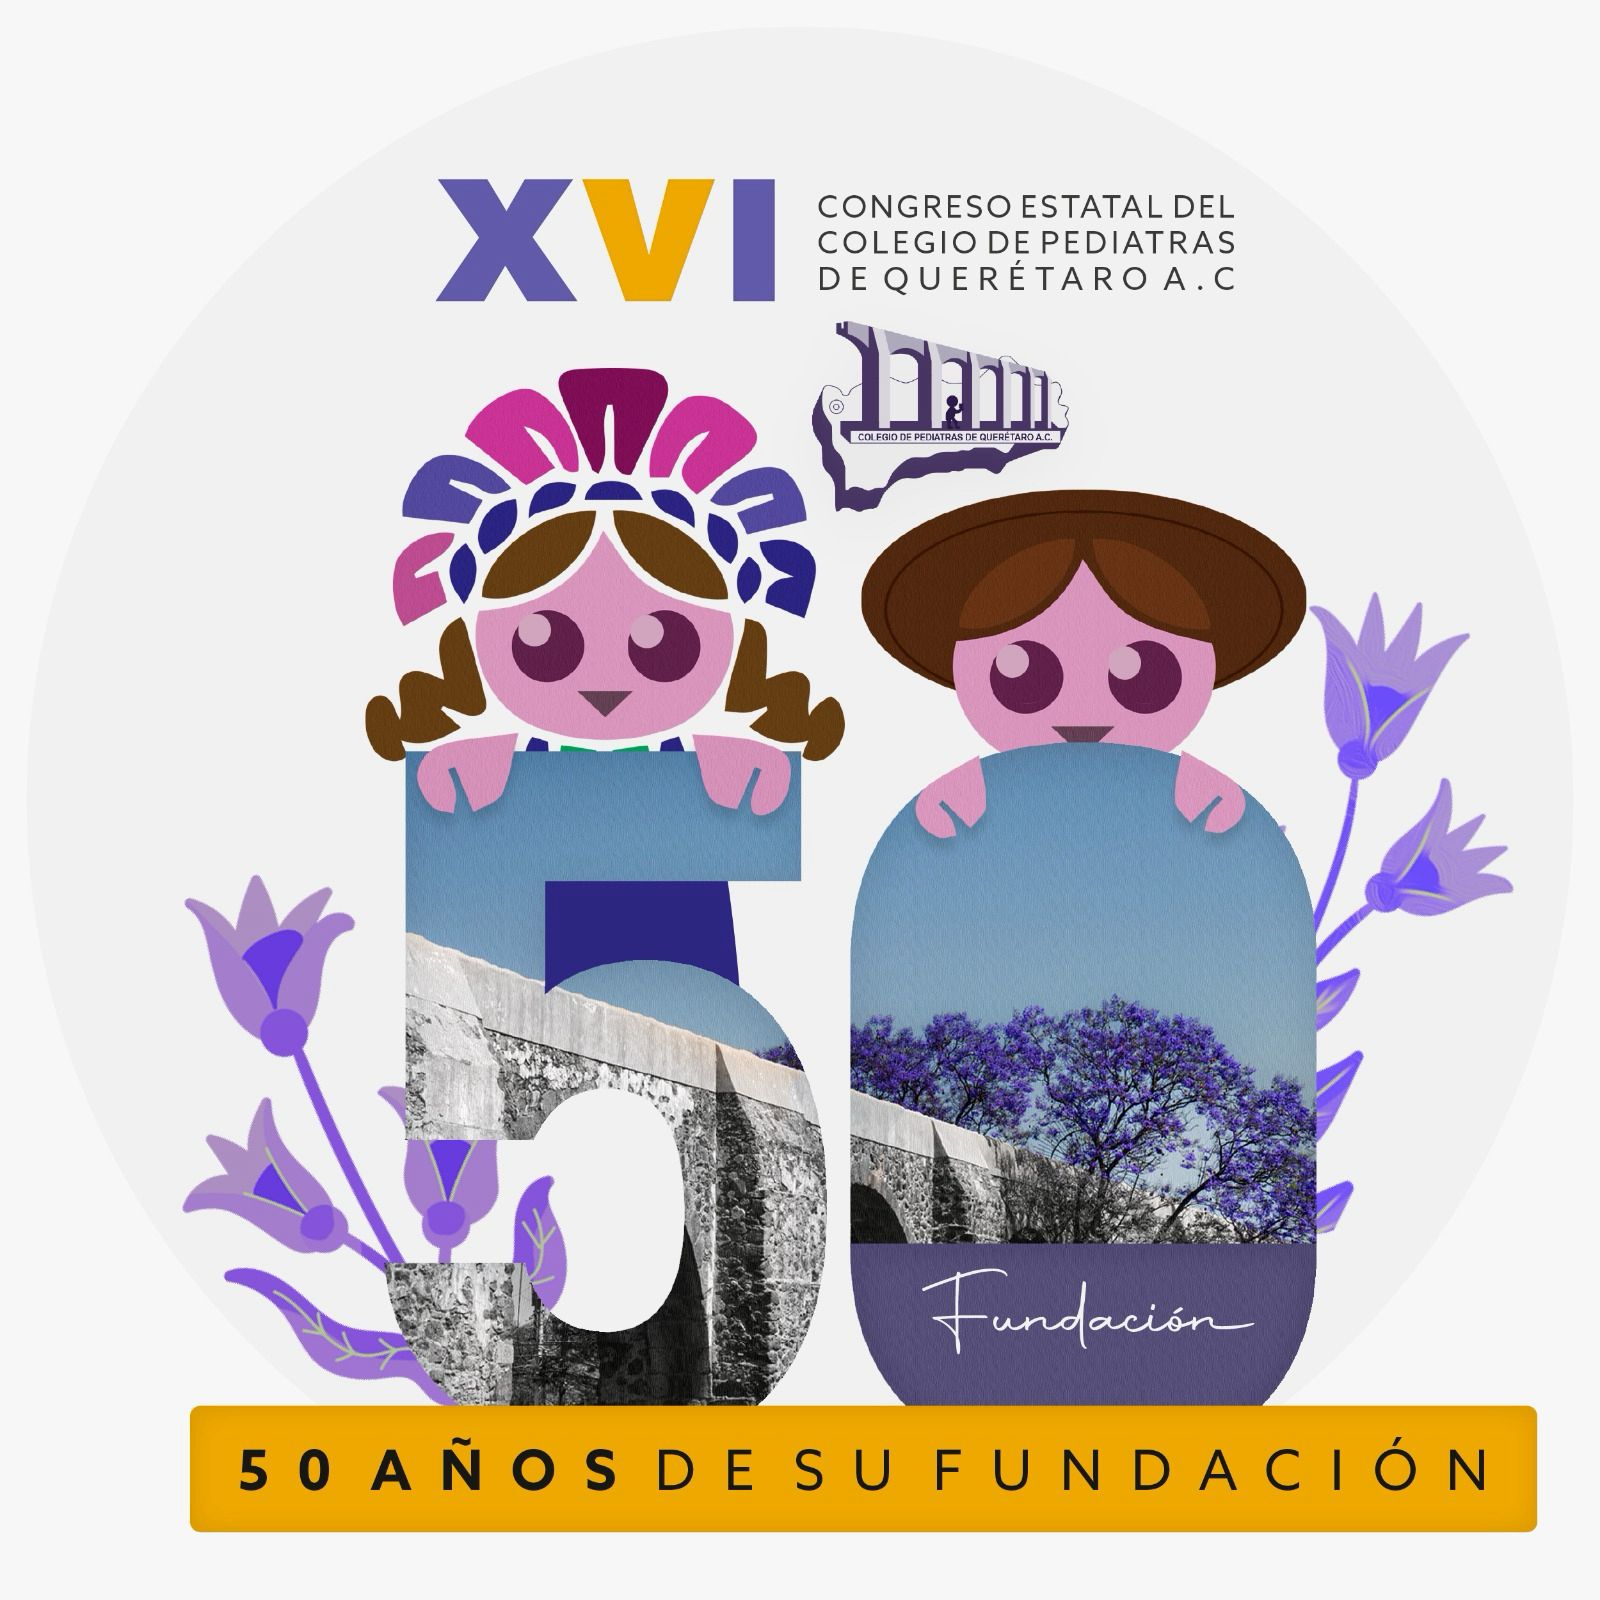 XVI
CONGRESO ESTATAL DEL
COLEGIO DE PEDIATRAS
DE QUERÉTARO A.C
COLEGIO DE PEDIATRAS DE QUERÉTARO A.C.
50
Fundación
50 AÑOS DE SU FUNDACIÓN